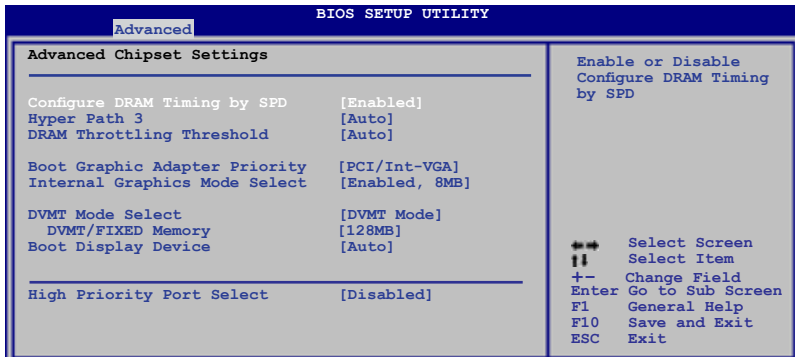 BIOS SETUP UTILITY
Advanced
Advanced Chipset Settings
Configure DRAM Timing by SPD [Enabled]
Hyper Path 3 [Auto]
DRAM Throttling Threshold [Auto]
Boot Graphic Adapter Priority [PCI/Int-VGA]
Internal Graphics Mode Select [Enabled, 8MB]
DVMT Mode Select [DVMT Mode]
DVMT/FIXED Memory [128MB]
Boot Display Device [Auto]
High Priority Port Select [Disabled]
Enable or Disable
Configure DRAM Timing
by SPD
←→ Select Screen
↑↓ Select Item
+- Change Field
Enter Go to Sub Screen
F1 General Help
F10 Save and Exit
ESC Exit